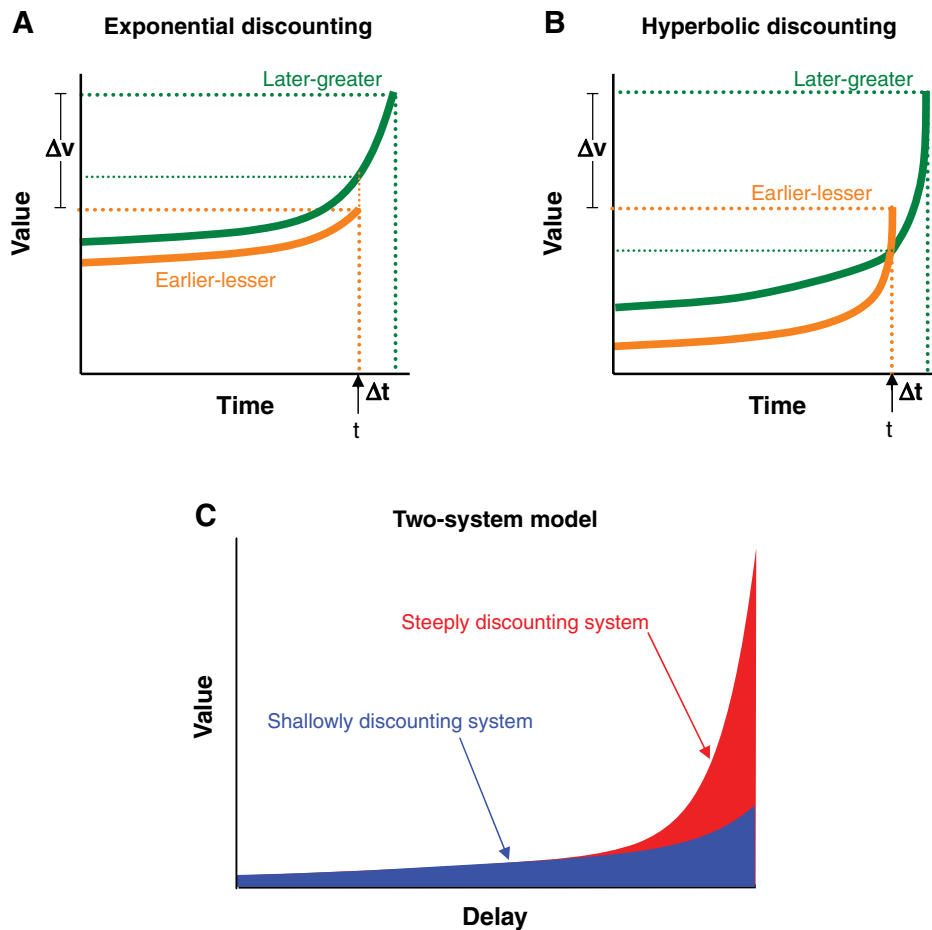 A
Exponential discounting
Later-greater
Δv
Value
Earlier-lesser
Time
Δt
t
B
Hyperbolic discounting
Later-greater
Δv
Value
Earlier-lesser
Time
Δt
t
C
Two-system model
Steeply discounting system
Value
Shallowly discounting system
Delay